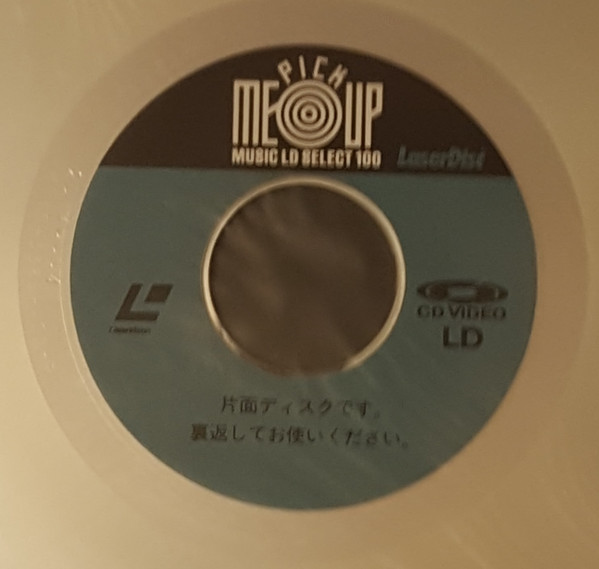 PICK
ME UP
MUSIC LD SELECT 100
LaserDisc
LaserVision
CD VIDEO
LD
片面ディスクです。
裏返してお使いください。